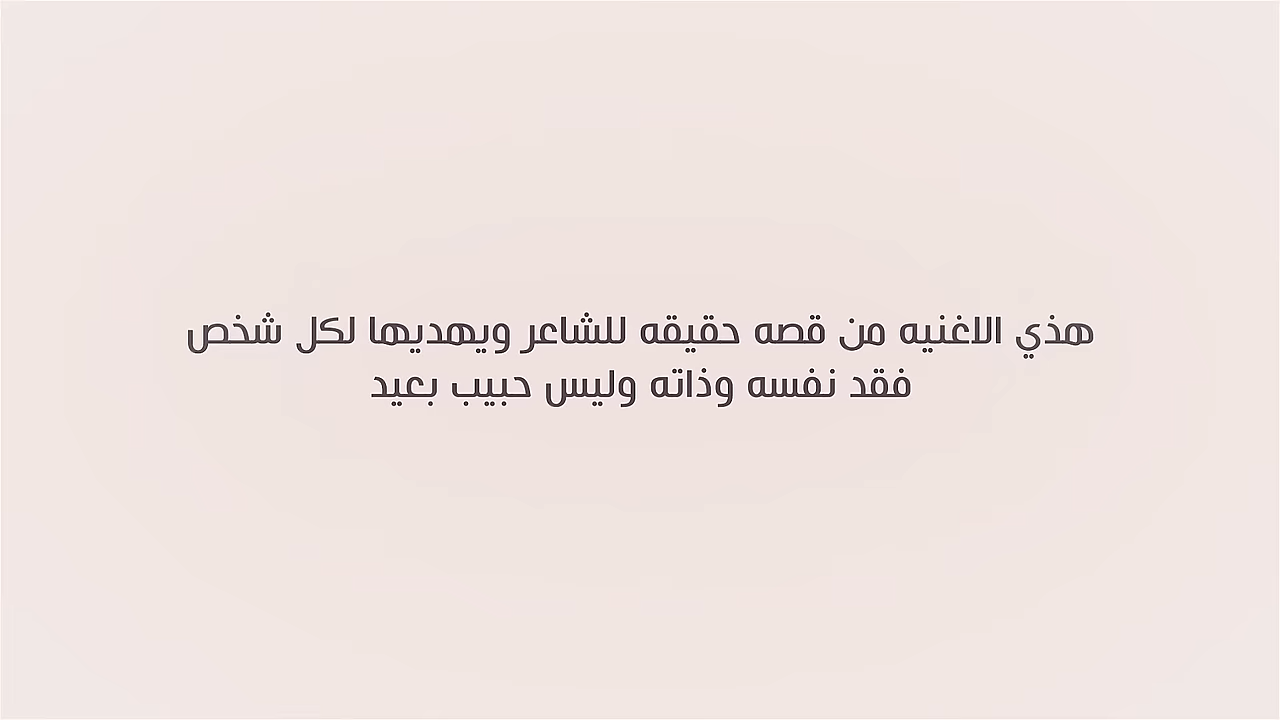 هذي الاغنيه من قصه حقيقه للشاعر ويهديها لكل شخص
فقد نفسه وذاته وليس حبيب بعيد